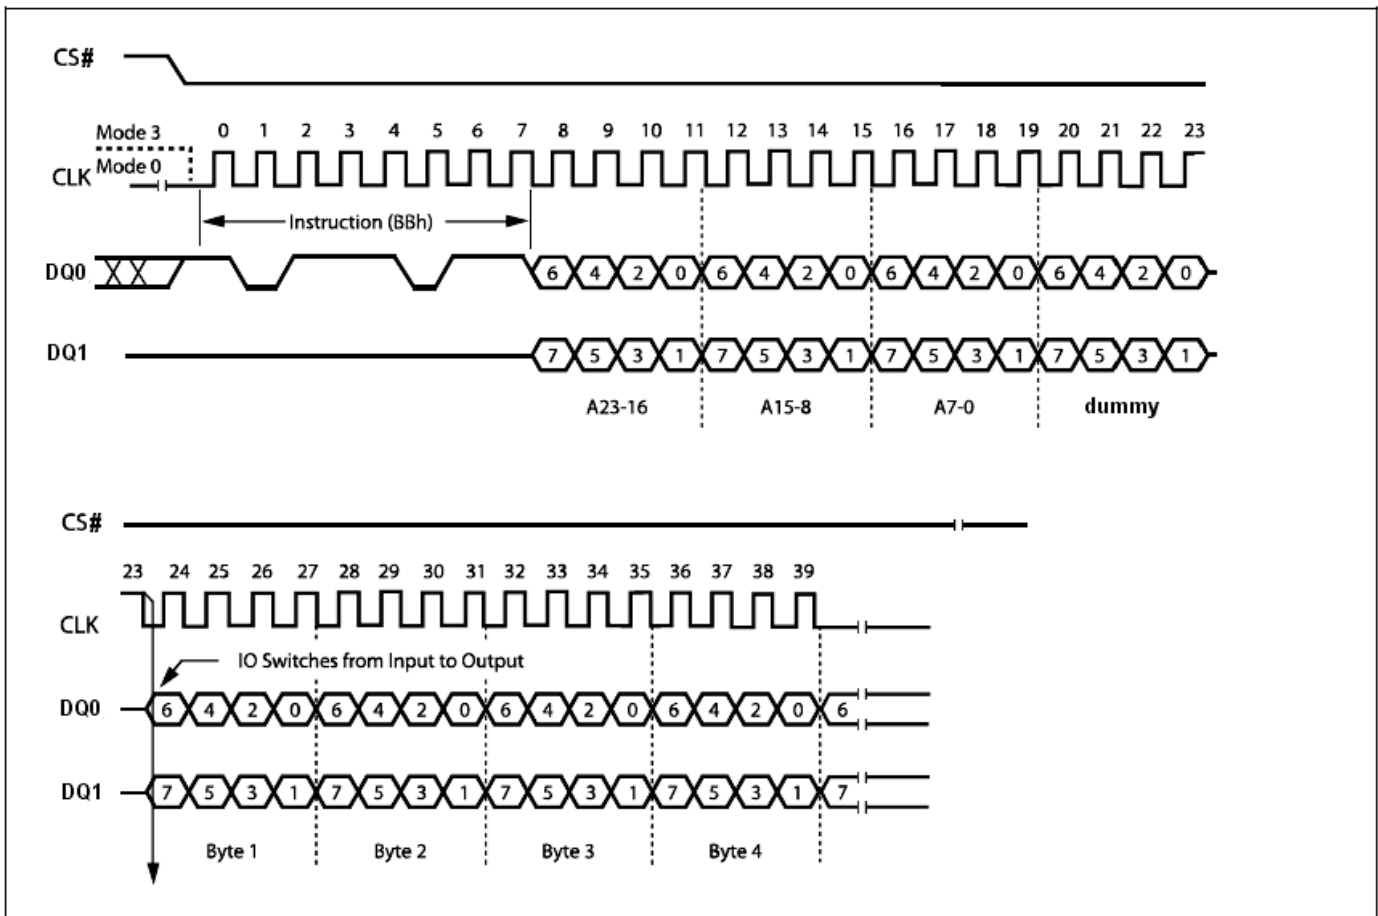 CS#
Mode 3
0 1 2 3 4 5 6 7 8 9 10 11 12 13 14 15 16 17 18 19 20 21 22 23
Mode 0
CLK
Instruction (BBh)
DQ0 6 4 2 0 6 4 2 0 6 4 2 0 6 4 2 0
DQ1 7 5 3 1 7 5 3 1 7 5 3 1 7 5 3 1
A23-16 A15-8 A7-0 dummy
CS#
23 24 25 26 27 28 29 30 31 32 33 34 35 36 37 38 39
CLK
IO Switches from Input to Output
DQ0 6 4 2 0 6 4 2 0 6 4 2 0 6 4 2 0 6
DQ1 7 5 3 1 7 5 3 1 7 5 3 1 7 5 3 1 7
Byte 1 Byte 2 Byte 3 Byte 4